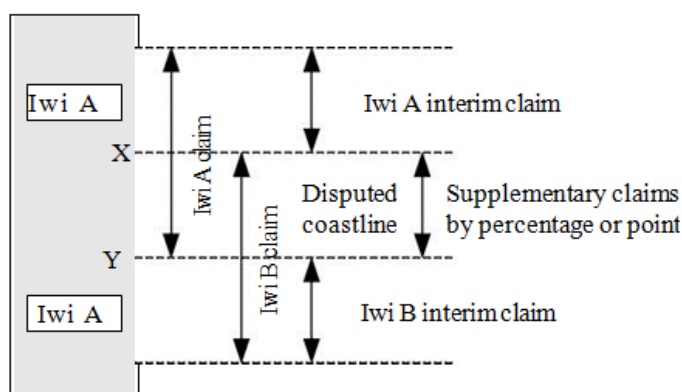 Iwi A
Iwi A interim claim
X
Iwi A claim
Disputed
coastline
Supplementary claims
by percentage or point
Iwi B claim
Y
Iwi A
Iwi B interim claim